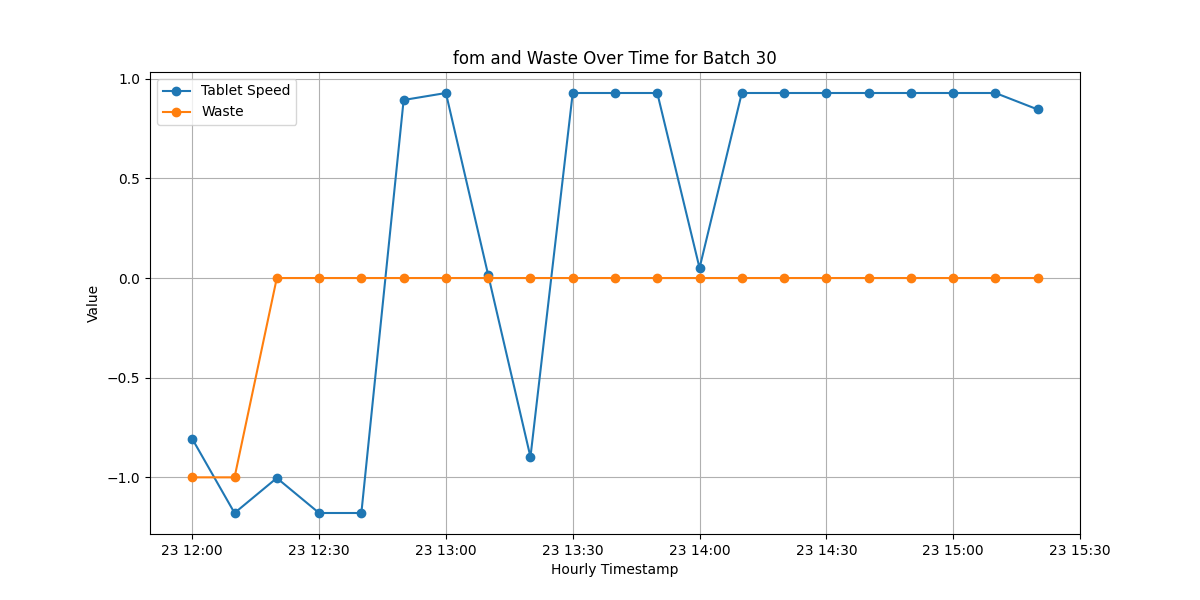 fom and Waste Over Time for Batch 30
Tablet Speed
Waste
1.0
0.5
0.0
−0.5
−1.0
Value
23 12:00 23 12:30 23 13:00 23 13:30 23 14:00 23 14:30 23 15:00 23 15:30
Hourly Timestamp